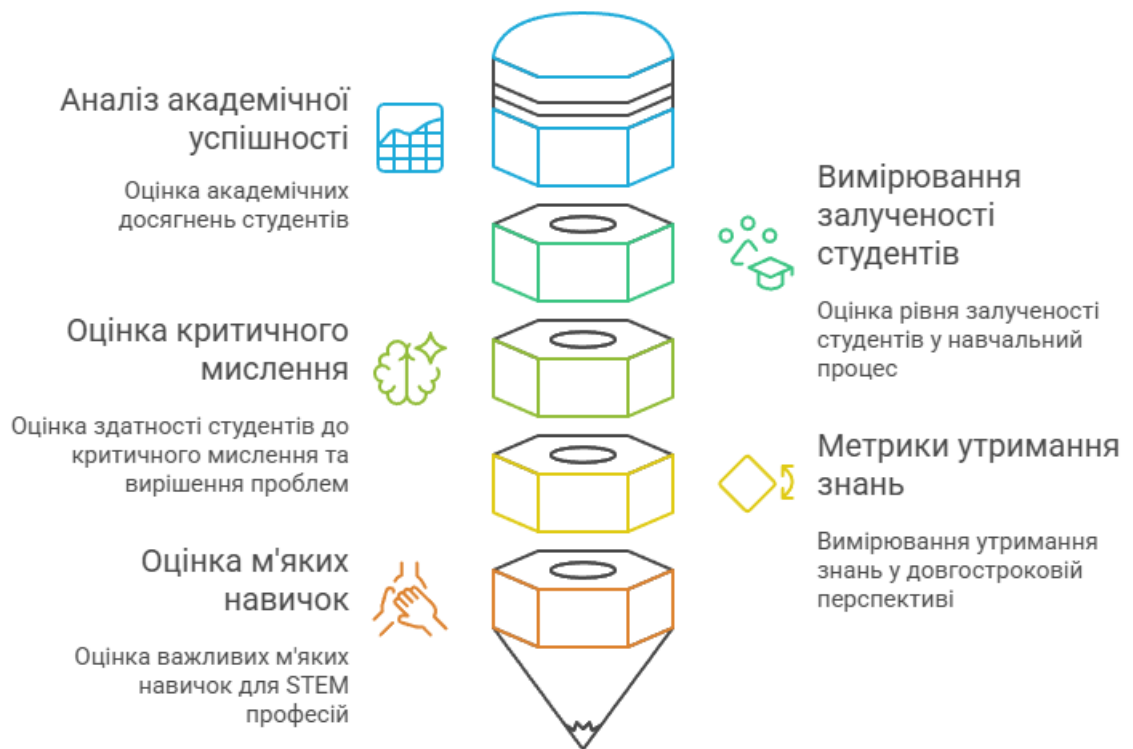 Аналіз академічної
успішності
Оцінка академічних
досягнень студентів
Вимірювання
залученості
студентів
Оцінка рівня залученості
студентів у навчальний
процес
Оцінка критичного
мислення
Оцінка здатності студентів до
критичного мислення та
вирішення проблем
Метрики утримання
знань
Вимірювання утримання
знань у довгостроковій
перспективі
Оцінка м'яких
навичок
Оцінка важливих м'яких
навичок для STEM
професій